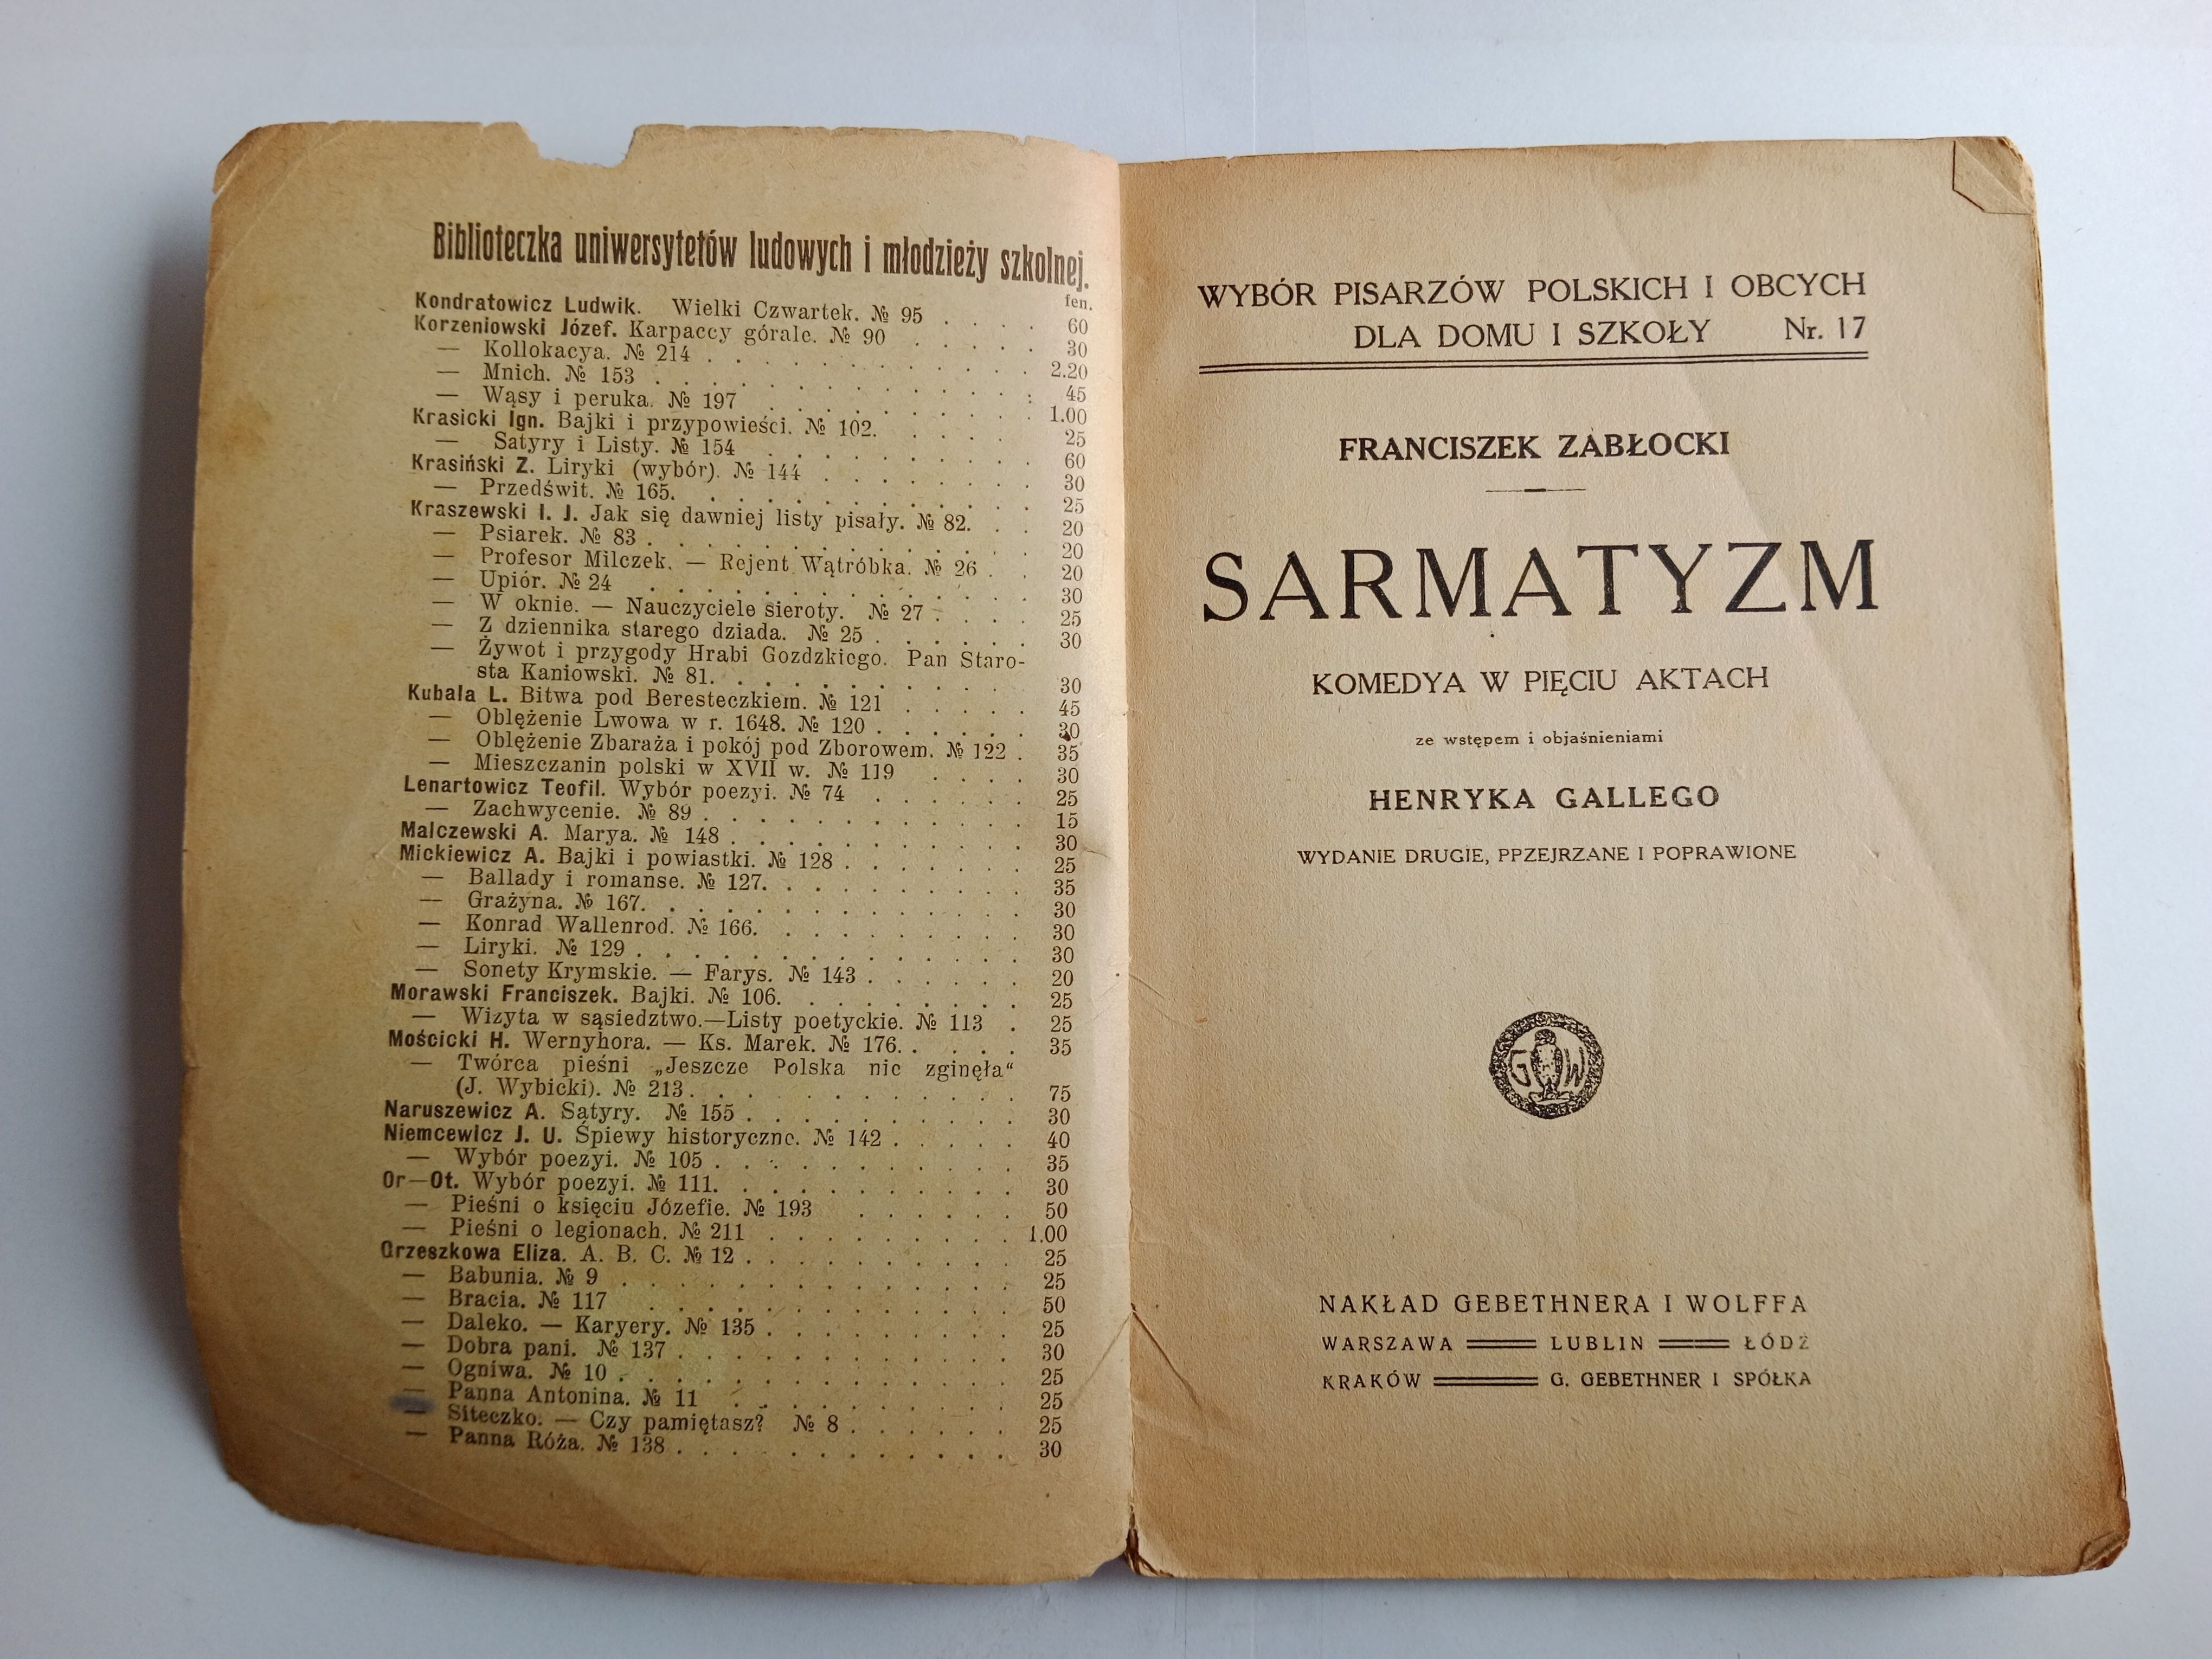 Biblioteczka uniwersytetów ludowych i młodzieży szkolnej.
fen.
Kondratowicz Ludwik. Wielki Czwartek. № 95 . . . . 60
Korzeniowski Józef. Karpaccy górale. № 90 . . . . . 30
— Kollokacya. № 214 . . . . . . . . . . 2.20
— Mnich. № 153 . . . . . . . . . . . 45
— Wąsy i peruka. № 197 . . . . . . . . . 1.00
Krasicki Ign. Bajki i przypowieści. № 102. . . . . . 25
— Satyry i Listy. № 154 . . . . . . . . . 60
Krasiński Z. Liryki (wybór). № 144 . . . . . . . 30
— Przedświt. № 165. . . . . . . . . . . 25
Kraszewski I. J. Jak się dawniej listy pisały. № 82. . . 20
— Psiarek. № 83 . . . . . . . . . . . 20
— Profesor Milczek. — Rejent Wątróbka. № 26 . . 20
— Upiór. № 24 . . . . . . . . . . . . 30
— W oknie. — Nauczyciele sieroty. № 27 . . . . 25
— Z dziennika starego dziada. № 25 . . . . . . 30
— Żywot i przygody Hrabi Gozdzkiego. Pan Staro-
sta Kaniowski. № 81. . . . . . . . . . 30
Kubala L. Bitwa pod Beresteczkiem. № 121 . . . . . 45
— Oblężenie Lwowa w r. 1648. № 120 . . . . . . 30
— Oblężenie Zbaraża i pokój pod Zborowem. № 122 . 35
— Mieszczanin polski w XVII w. № 119 . . . . 30
Lenartowicz Teofil. Wybór poezyi. № 74 . . . . . . 25
— Zachwycenie. № 89 . . . . . . . . . . . 15
Malczewski A. Marya. № 148 . . . . . . . . . . . 30
Mickiewicz A. Bajki i powiastki. № 128 . . . . . . . 25
— Ballady i romanse. № 127. . . . . . . . . . 35
— Grażyna. № 167. . . . . . . . . . . . . 30
— Konrad Wallenrod. № 166. . . . . . . . . . 30
— Liryki. № 129 . . . . . . . . . . . . . 30
— Sonety Krymskie. — Farys. № 143 . . . . . . 20
Morawski Franciszek. Bajki. № 106. . . . . . . . . 25
— Wizyta w sąsiedztwo.—Listy poetyckie. № 113 . 25
Mościcki H. Wernyhora. — Ks. Marek. № 176. . . . . 35
— Twórca pieśni „Jeszcze Polska nie zginęła“
(J. Wybicki). № 213. . . . . . . . . . . 75
Naruszewicz A. Satyry. № 155 . . . . . . . . . . 30
Niemcewicz J. U. Śpiewy historyczne. № 142 . . . . . 40
— Wybór poezyi. № 105 . . . . . . . . . . . 35
Or—Ot. Wybór poezyi. № 111. . . . . . . . . . . 30
— Pieśni o księciu Józefie. № 193 . . . . . . 50
— Pieśni o legionach. № 211 . . . . . . . . . 1.00
Orzeszkowa Eliza. A. B. C. № 12 . . . . . . . . . . 25
— Babunia. № 9 . . . . . . . . . . . . . . 25
— Bracia. № 117 . . . . . . . . . . . . . 50
— Daleko. — Karyery. № 135 . . . . . . . . . 25
— Dobra pani. № 137 . . . . . . . . . . . . 30
— Ogniwa. № 10 . . . . . . . . . . . . . . 25
— Panna Antonina. № 11 . . . . . . . . . . 25
— Siteczko. — Czy pamiętasz? № 8 . . . . . . 25
— Panna Róża. № 138 . . . . . . . . . . . . 30
WYBÓR PISARZÓW POLSKICH I OBCYCH
DLA DOMU I SZKOŁY Nr. 17
FRANCISZEK ZABŁOCKI
SARMATYZM
KOMEDYA W PIĘCIU AKTACH
ze wstępem i objaśnieniami
HENRYKA GALLEGO
WYDANIE DRUGIE, PPZEJRZANE I POPRAWIONE
G W
NAKŁAD GEBETHNERA I WOLFFA
WARSZAWA ═══ LUBLIN ═══ ŁÓDŹ
KRAKÓW ═══ G. GEBETHNER I SPÓŁKA